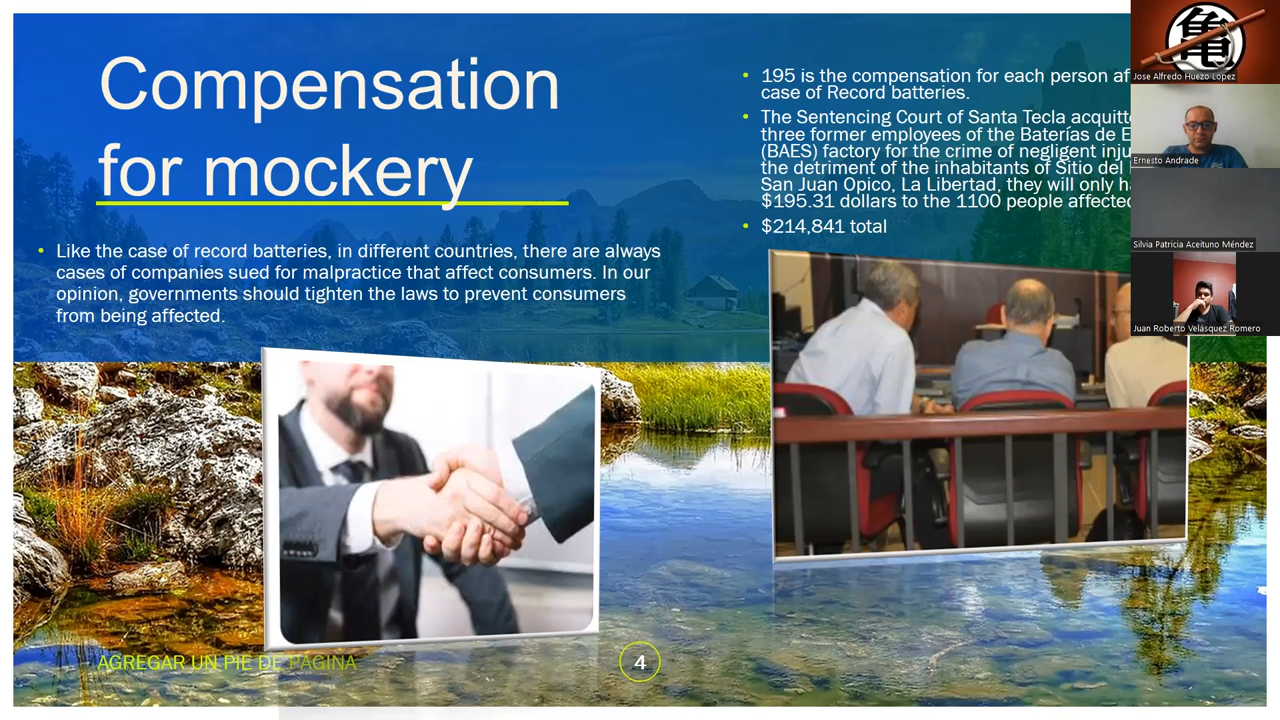 Compensation
for mockery
Like the case of record batteries, in different countries, there are always
cases of companies sued for malpractice that affect consumers. In our
opinion, governments should tighten the laws to prevent consumers
from being affected.
195 is the compensation for each person
case of Record batteries.
The Sentencing Court of Santa Tecla
three former employees of the Baterías de
(BAES) factory for the crime of negligent
the detriment of the inhabitants of Sitio del
San Juan Opico, La Libertad, they will only
$195.31 dollars to the 1100 people affected
$214,841 total
AGREGAR UN PIE DE PÁGINA
4
亀
Jose Alfredo Huezo Lopez
Ernesto Andrade
Silvia Patricia Aceituno Méndez
Juan Roberto Velásquez Romero